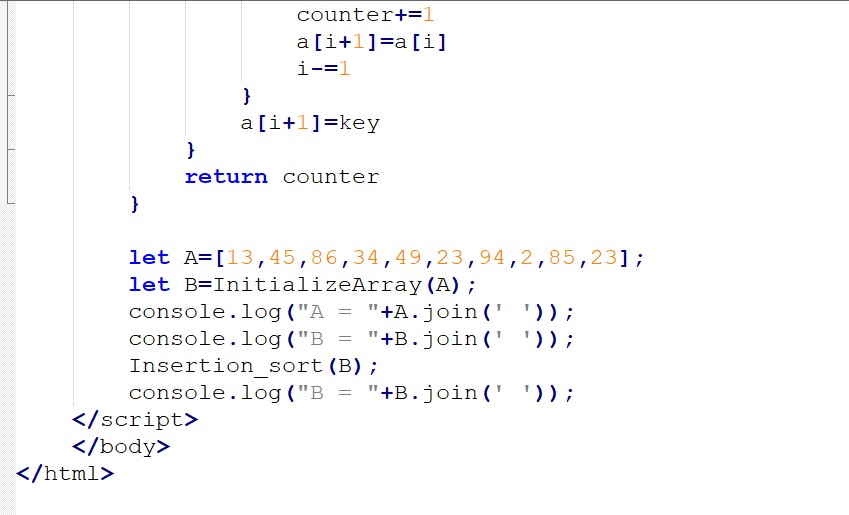 counter+=1
a[i+1]=a[i]
i-=1
}
a[i+1]=key
}
return counter
}
let A=[13,45,86,34,49,23,94,2,85,23];
let B=InitializeArray(A);
console.log("A = "+A.join(' '));
console.log("B = "+B.join(' '));
Insertion_sort(B);
console.log("B = "+B.join(' '));
</script>
</body>
</html>